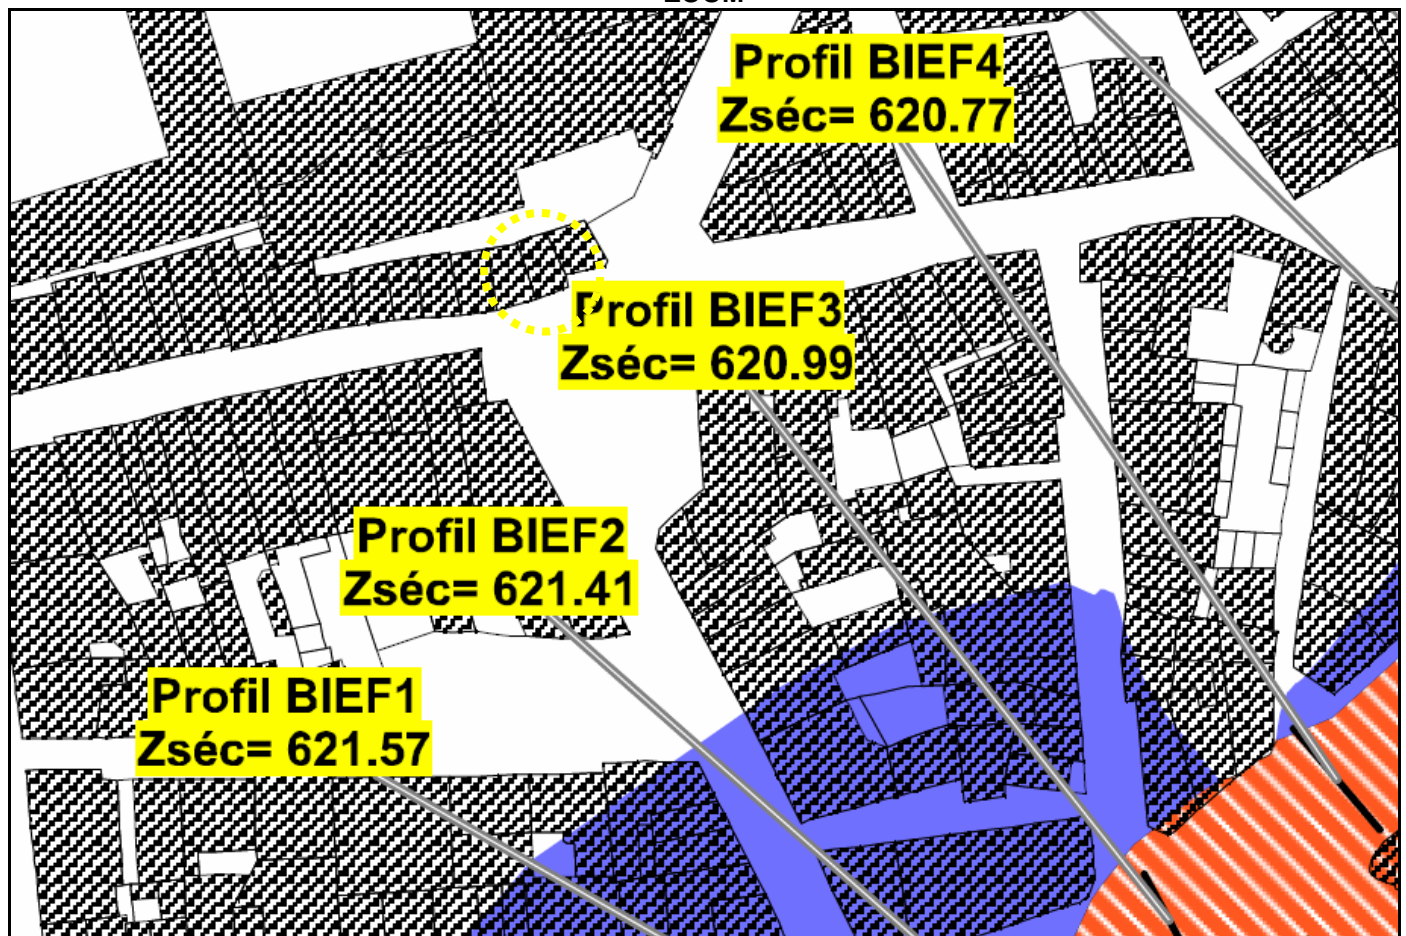 ZOOM
Profil BIEF4
Zséc= 620.77
Profil BIEF3
Zséc= 620.99
Profil BIEF2
Zséc= 621.41
Profil BIEF1
Zséc= 621.57